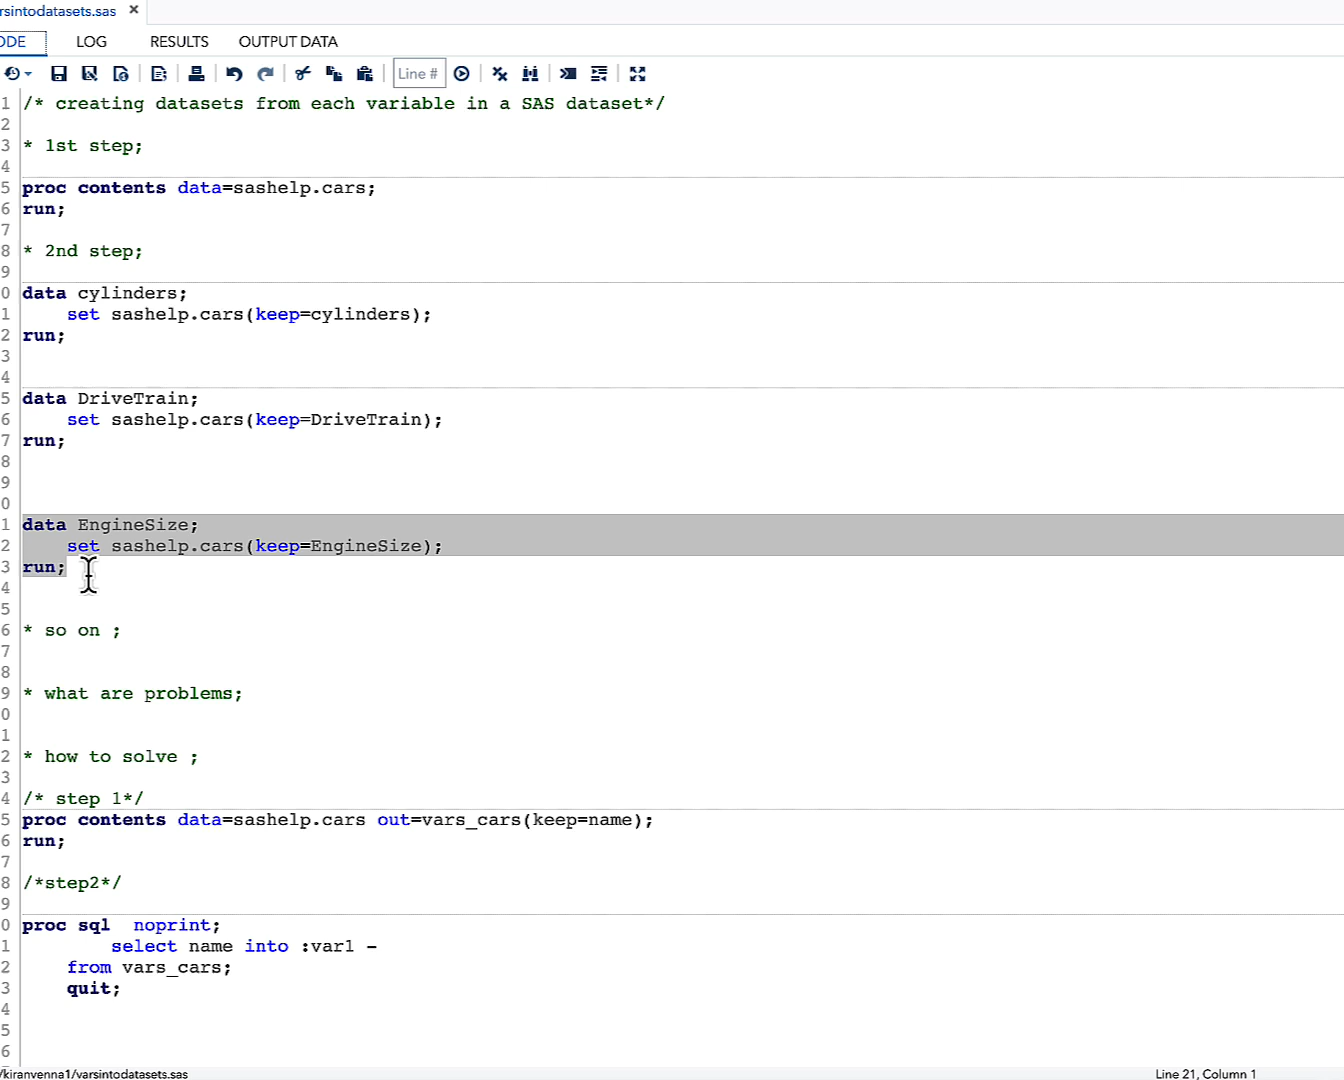 rsintodatasets.sas ×
ODE LOG RESULTS OUTPUT DATA
Line #
1 /* creating datasets from each variable in a SAS dataset*/
2
3 * 1st step;
4
5 proc contents data=sashelp.cars;
6 run;
7
8 * 2nd step;
9
0 data cylinders;
1 set sashelp.cars(keep=cylinders);
2 run;
3
4
5 data DriveTrain;
6 set sashelp.cars(keep=DriveTrain);
7 run;
8
9
0
1 data EngineSize;
2 set sashelp.cars(keep=EngineSize);
3 run;
4
5
6 * so on ;
7
8
9 * what are problems;
0
1
2 * how to solve ;
3
4 /* step 1*/
5 proc contents data=sashelp.cars out=vars_cars(keep=name);
6 run;
7
8 /*step2*/
9
0 proc sql noprint;
1 select name into :var1 -
2 from vars_cars;
3 quit;
4
5
6
/kiranvenna1/varsintodatasets.sas Line 21, Column 1